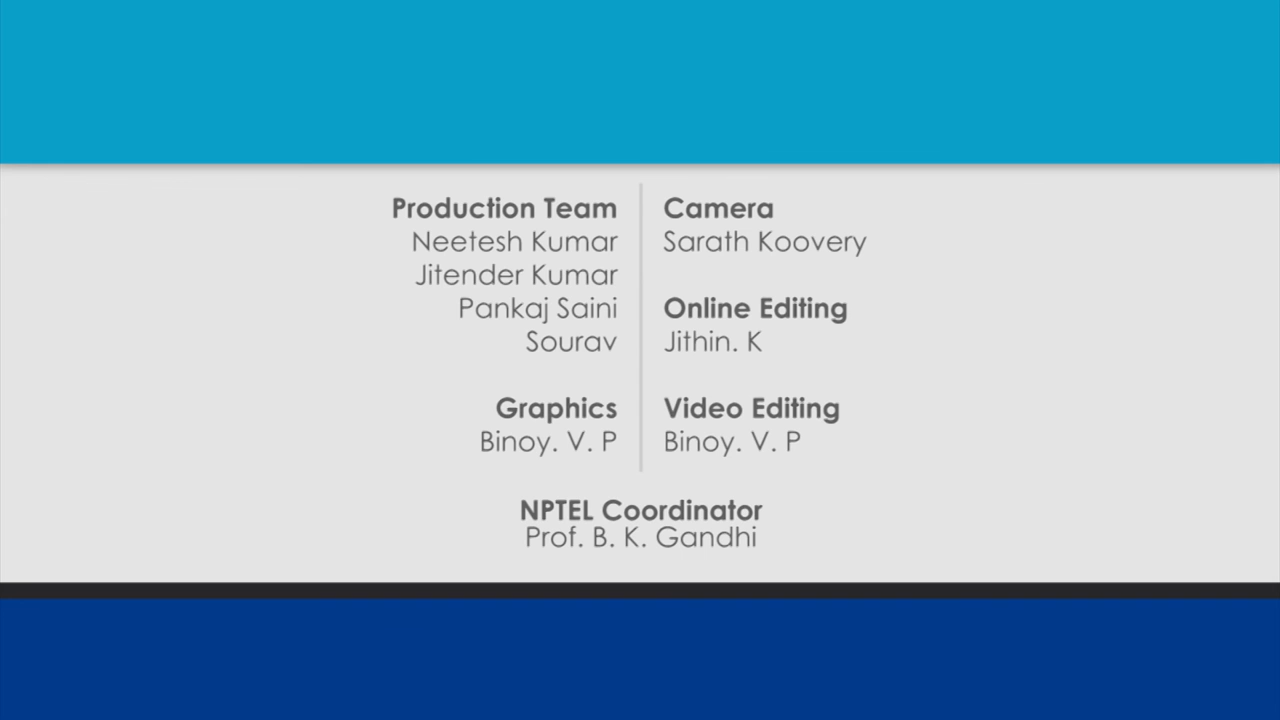 Production Team
Neetesh Kumar
Jitender Kumar
Pankaj Saini
Sourav
Graphics
Binoy. V. P
Camera
Sarath Koovery
Online Editing
Jithin. K
Video Editing
Binoy. V. P
NPTEL Coordinator
Prof. B. K. Gandhi